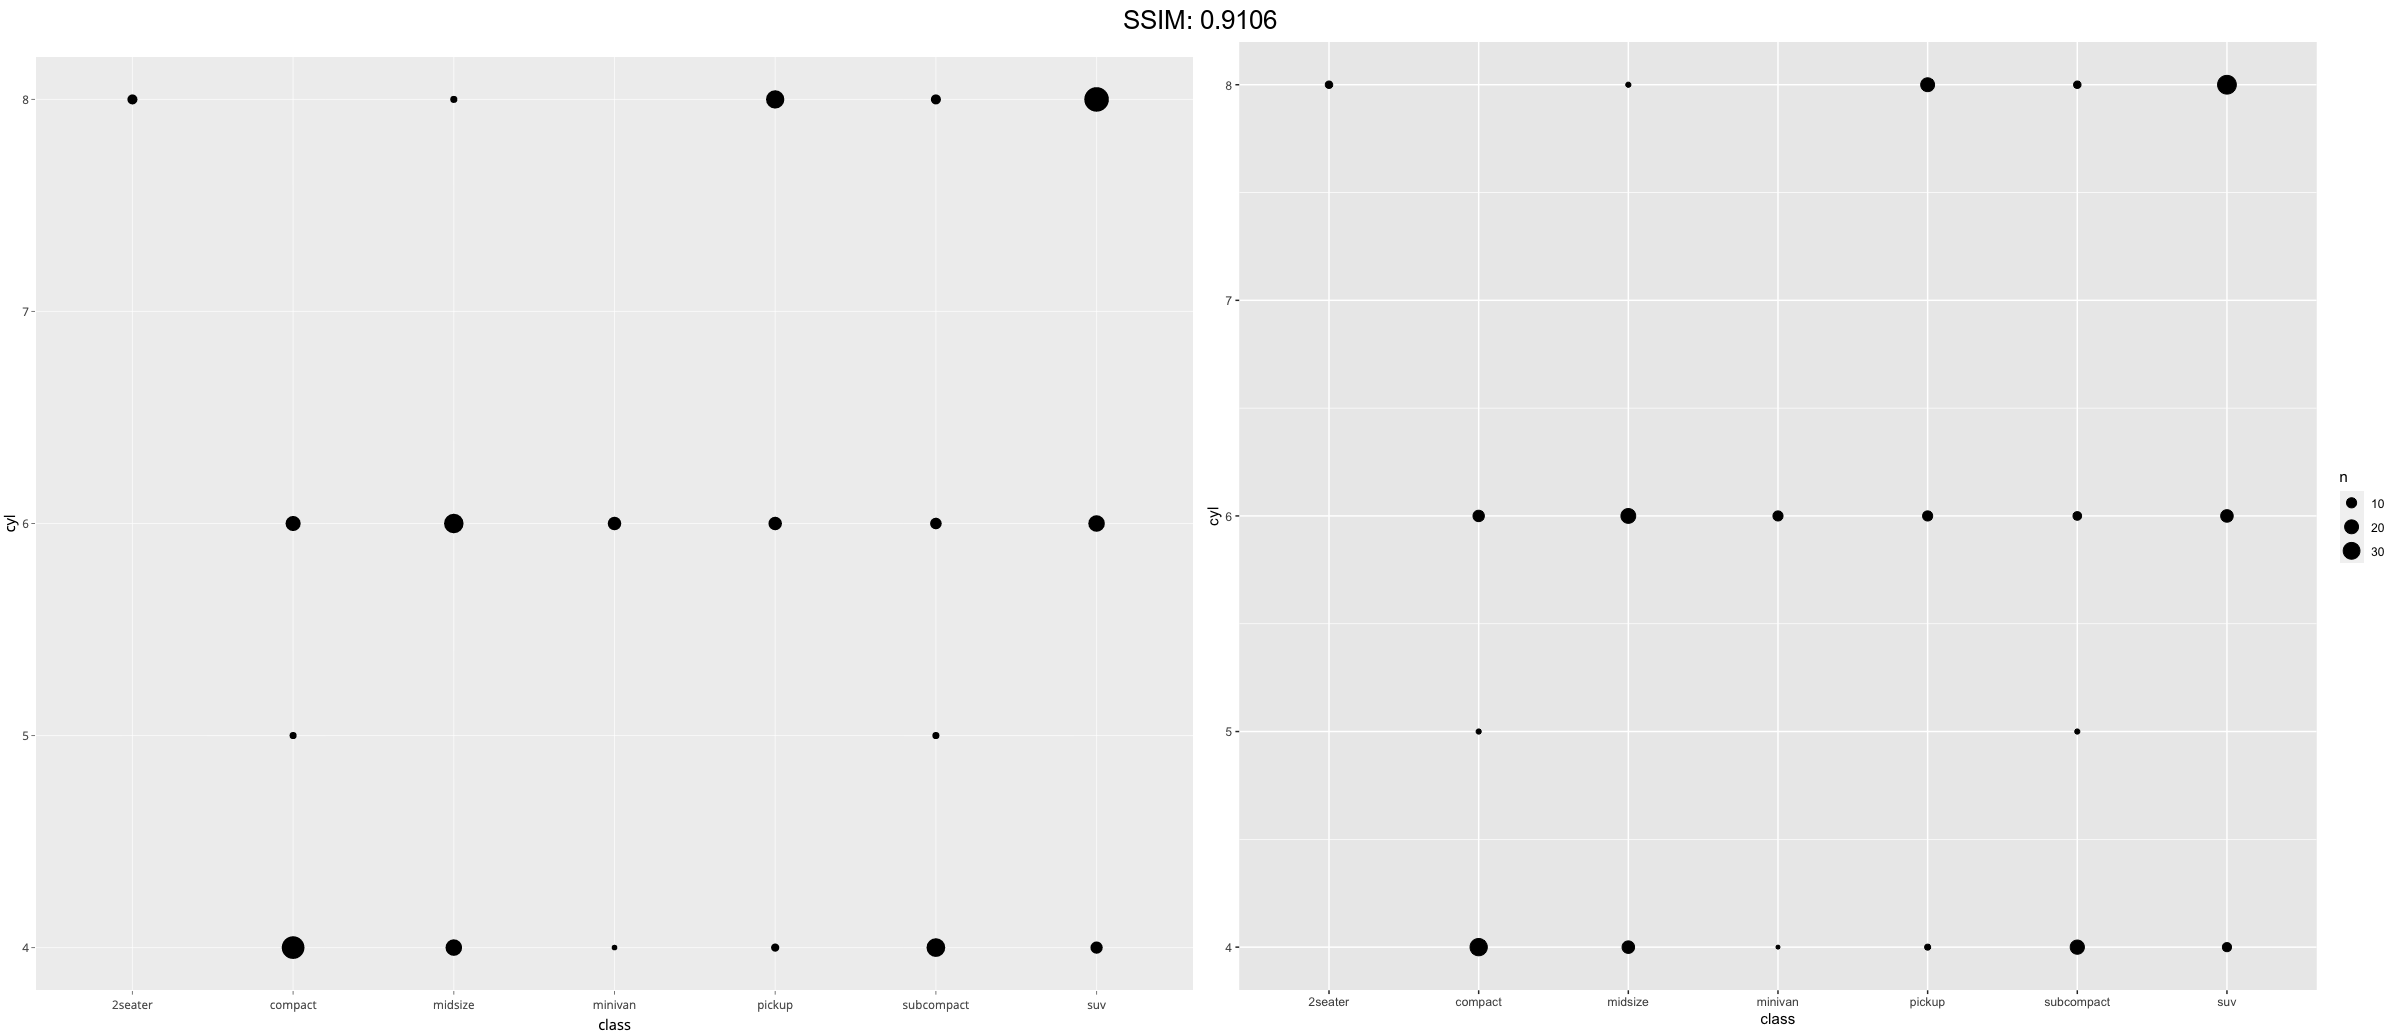 SSIM: 0.9106
8
7
6
5
4
cyl
2seater compact midsize minivan pickup subcompact suv
class
8
7
6
5
4
cyl
2seater compact midsize minivan pickup subcompact suv
class
n
10
20
30